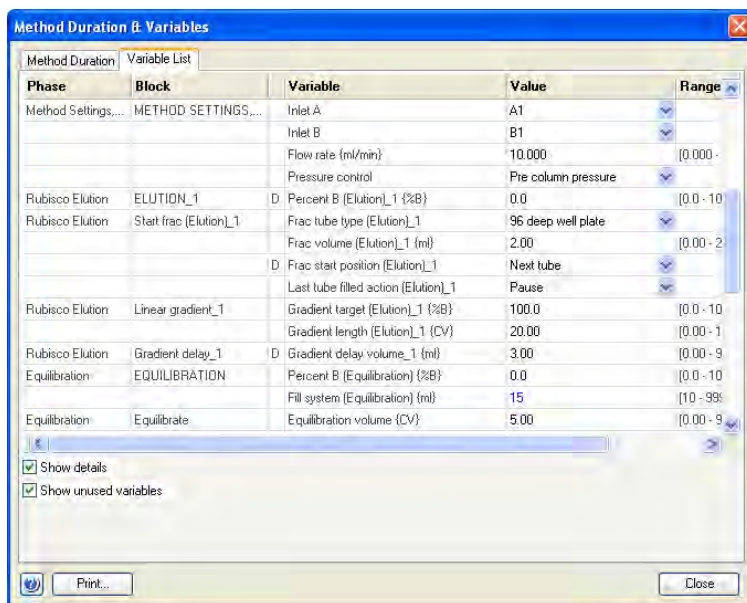 Method Duration & Variables
Method Duration Variable List
Phase Block Variable Value Range
Method Settings,... METHOD SETTINGS,... Inlet A A1
Inlet B B1
Flow rate {ml/min} 10.000 [0.000 -
Pressure control Pre column pressure
Rubisco Elution ELUTION_1 D Percent B (Elution)_1 {%B} 0.0 [0.0 - 10
Rubisco Elution Start frac (Elution)_1 Frac tube type (Elution)_1 96 deep well plate
Frac volume (Elution)_1 {ml} 2.00 [0.00 - 2
D Frac start position (Elution)_1 Next tube
Last tube filled action (Elution)_1 Pause
Rubisco Elution Linear gradient_1 Gradient target (Elution)_1 {%B} 100.0 [0.0 - 10
Gradient length (Elution)_1 {CV} 20.00 [0.00 - 1
Rubisco Elution Gradient delay_1 D Gradient delay volume_1 {ml} 3.00 [0.00 - 9
Equilibration EQUILIBRATION Percent B (Equilibration) {%B} 0.0 [0.0 - 10
Fill system (Equilibration) {ml} 15 [10 - 999
Equilibration Equilibrate Equilibration volume {CV} 5.00 [0.00 - 9
Show details
Show unused variables
Print... Close